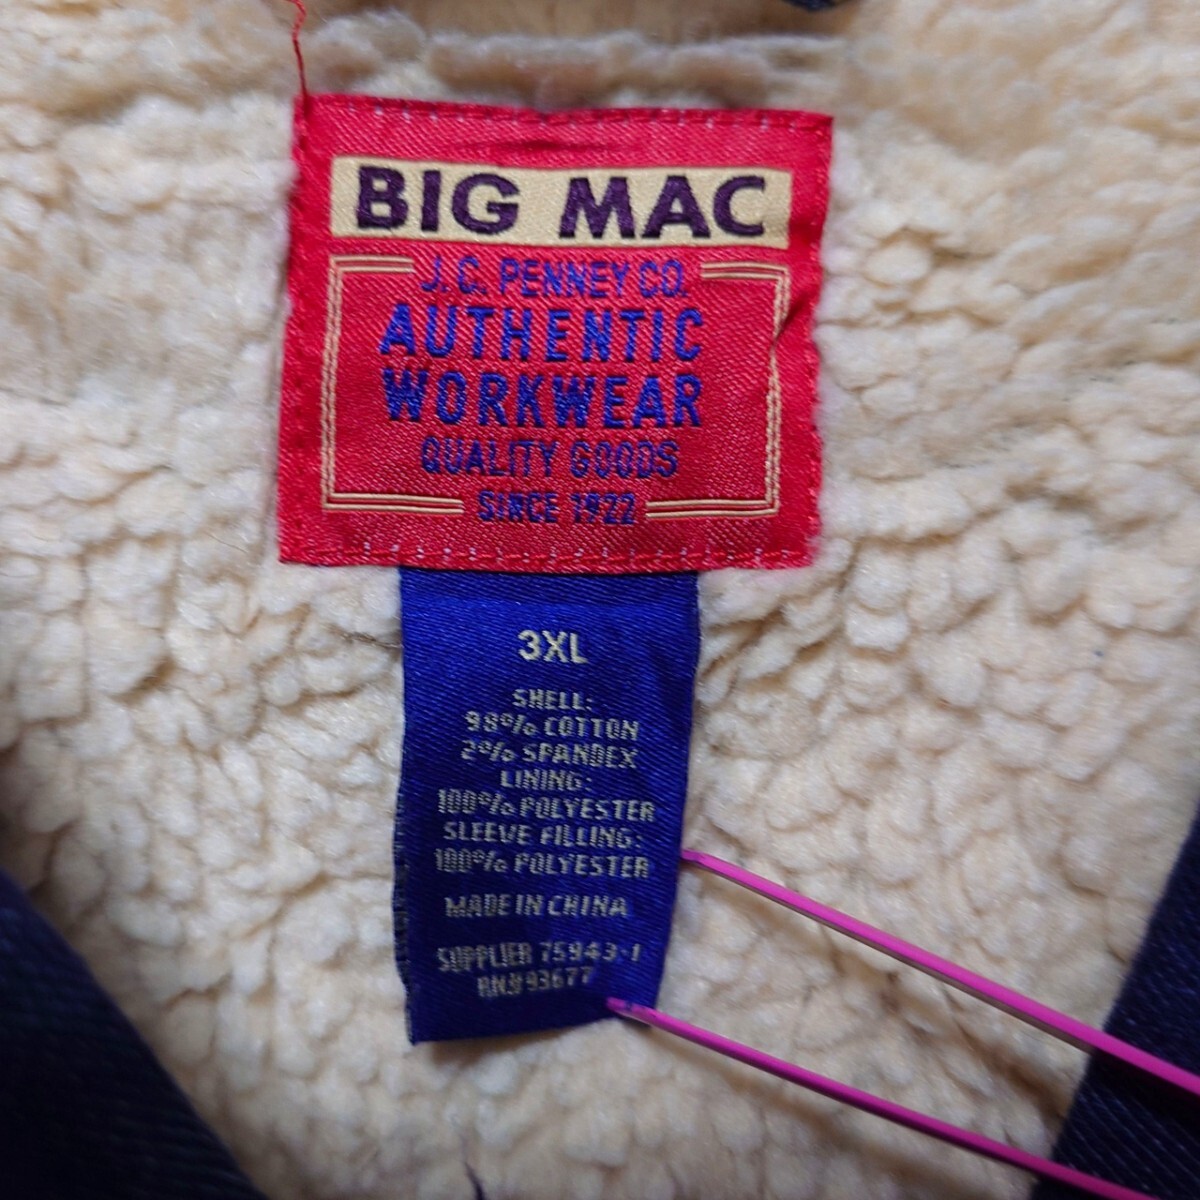 BIG MAC
J.C. PENNEY CO.
AUTHENTIC
WORKWEAR
QUALITY GOODS
SINCE 1922
3XL
SHELL:
98% COTTON
2% SPANDEX
LINING:
100% POLYESTER
SLEEVE FILLING:
100% POLYESTER
MADE IN CHINA
SUPPLIER 75943-1
RN# 93677